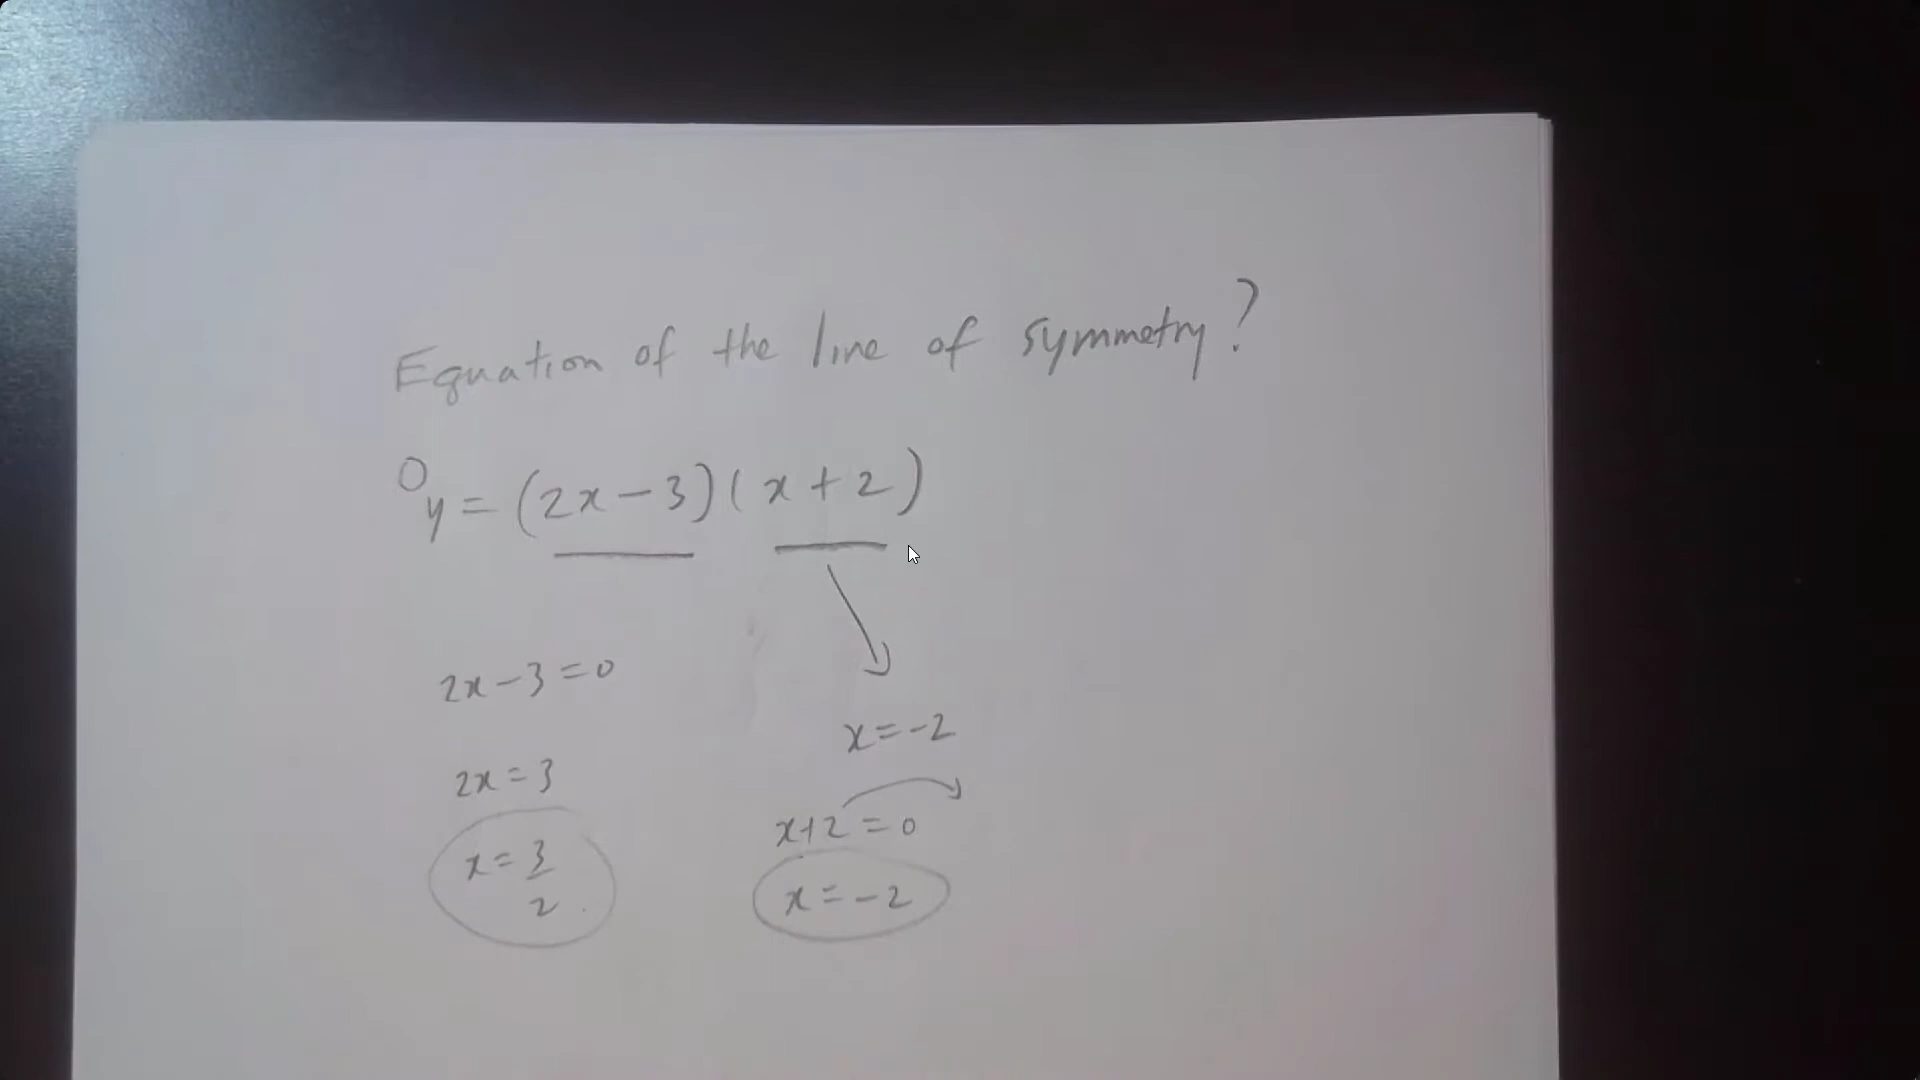 Equation of the line of symmetry?
0
y = (2x - 3)(x + 2)
2x - 3 = 0
2x = 3
x = 3/2
x = -2
x + 2 = 0
x = -2